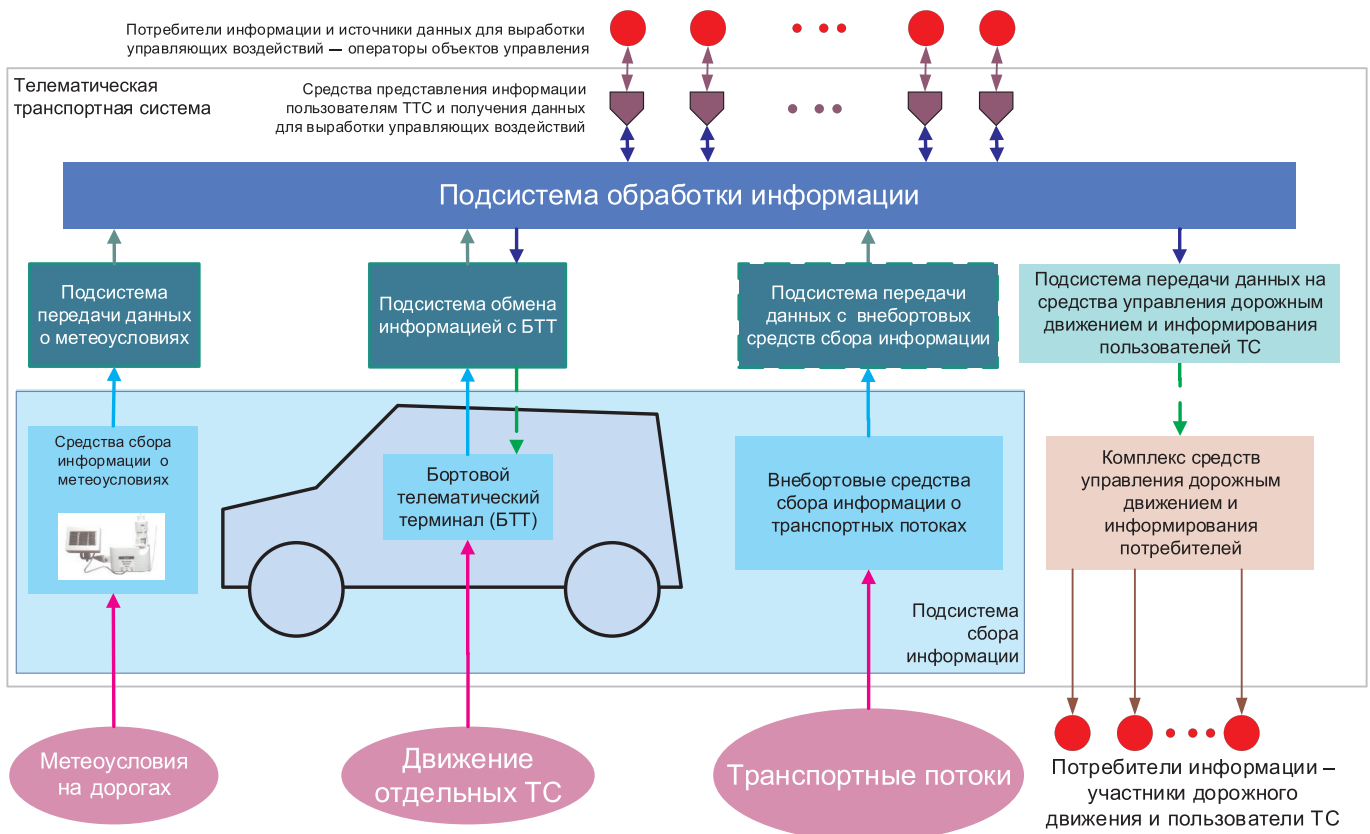 Потребители информации и источники данных для выработки
управляющих воздействий — операторы объектов управления
Телематическая
транспортная система
Средства представления информации
пользователям ТТС и получения данных
для выработки управляющих воздействий
Подсистема обработки информации
Подсистема
передачи данных
о метеоусловиях
Подсистема обмена
информацией с БТТ
Подсистема передачи
данных с внебортовых
средств сбора информации
Подсистема передачи данных на
средства управления дорожным
движением и информирования
пользователей ТС
Средства сбора
информации о
метеоусловиях
Бортовой
телематический
терминал (БТТ)
Внебортовые средства
сбора информации о
транспортных потоках
Комплекс средств
управления дорожным
движением и
информирования
потребителей
Подсистема
сбора
информации
Метеоусловия
на дорогах
Движение
отдельных ТС
Транспортные потоки
Потребители информации –
участники дорожного
движения и пользователи ТС